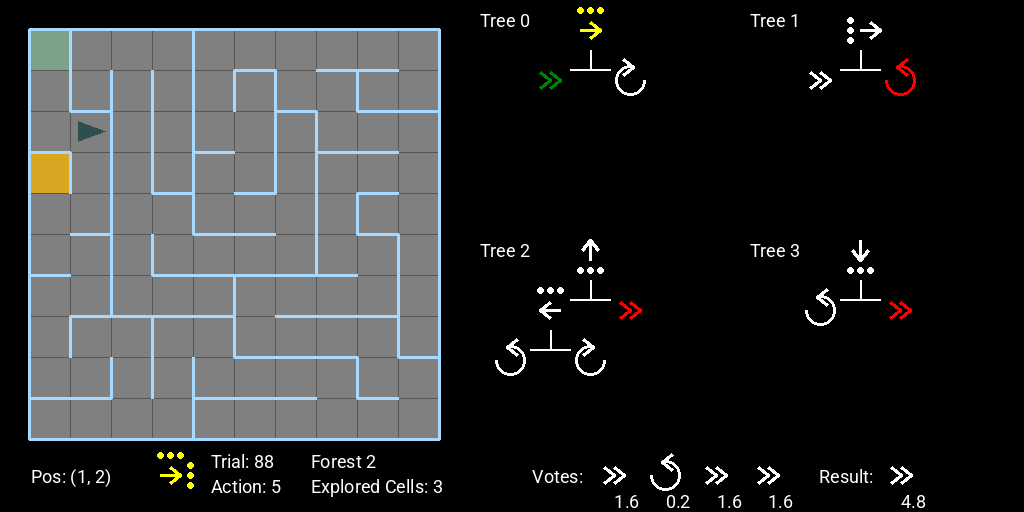 Tree 0
Tree 1
Tree 2
Tree 3
Pos: (1, 2)
Trial: 88
Forest 2
Action: 5
Explored Cells: 3
Votes:
1.6
0.2
1.6
1.6
Result:
4.8